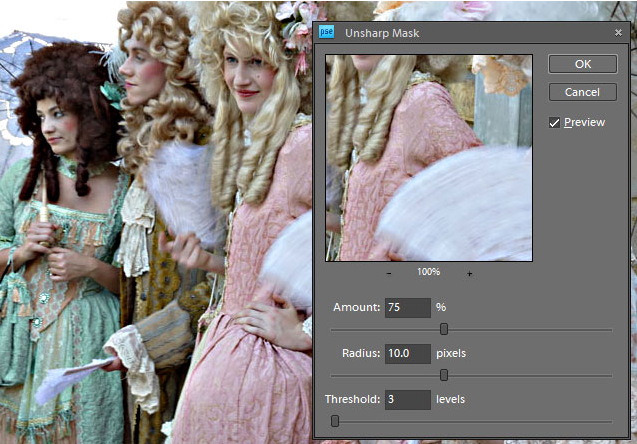 pse Unsharp Mask ×
OK
Cancel
Preview
- 100% +
Amount: 75 %
Radius: 10.0 pixels
Threshold: 3 levels